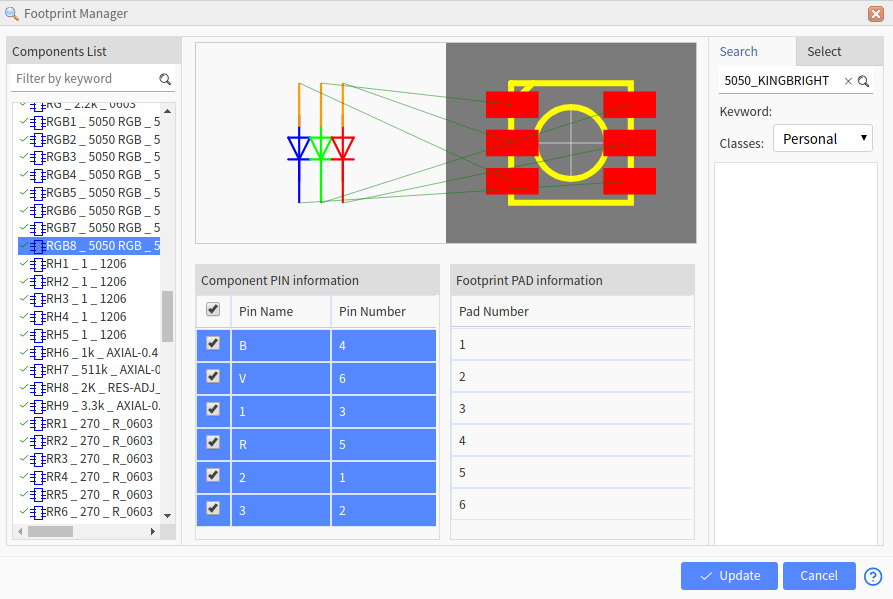 Footprint Manager
Components List
Filter by keyword
RG _ 2.2k _ 0603
RGB1 _ 5050 RGB _ 5
RGB2 _ 5050 RGB _ 5
RGB3 _ 5050 RGB _ 5
RGB4 _ 5050 RGB _ 5
RGB5 _ 5050 RGB _ 5
RGB6 _ 5050 RGB _ 5
RGB7 _ 5050 RGB _ 5
RGB8 _ 5050 RGB _ 5
RH1 _ 1 _ 1206
RH2 _ 1 _ 1206
RH3 _ 1 _ 1206
RH4 _ 1 _ 1206
RH5 _ 1 _ 1206
RH6 _ 1k _ AXIAL-0.4
RH7 _ 511k _ AXIAL-0
RH8 _ 2K _ RES-ADJ_
RH9 _ 3.3k _ AXIAL-0.
RR1 _ 270 _ R_0603
RR2 _ 270 _ R_0603
RR3 _ 270 _ R_0603
RR4 _ 270 _ R_0603
RR5 _ 270 _ R_0603
RR6 _ 270 _ R_0603
Component PIN information
Pin Name Pin Number
B 4
V 6
1 3
R 5
2 1
3 2
Footprint PAD information
Pad Number
1
2
3
4
5
6
Search Select
5050_KINGBRIGHT ×
Keyword:
Classes: Personal
Update Cancel ?